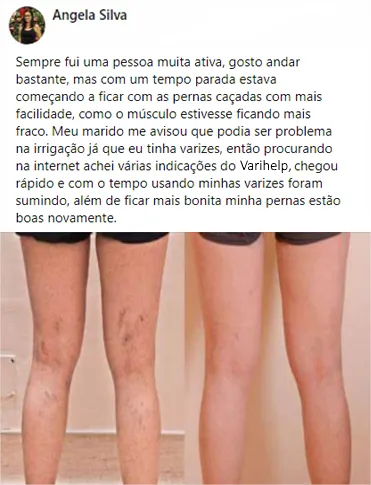 Angela Silva
Sempre fui uma pessoa muita ativa, gosto andar
bastante, mas com um tempo parada estava
começando a ficar com as pernas caçadas com mais
facilidade, como o músculo estivesse ficando mais
fraco. Meu marido me avisou que podia ser problema
na irrigação já que eu tinha varizes, então procurando
na internet achei várias indicações do Varihelp, chegou
rápido e com o tempo usando minhas varizes foram
sumindo, além de ficar mais bonita minha pernas estão
boas novamente.